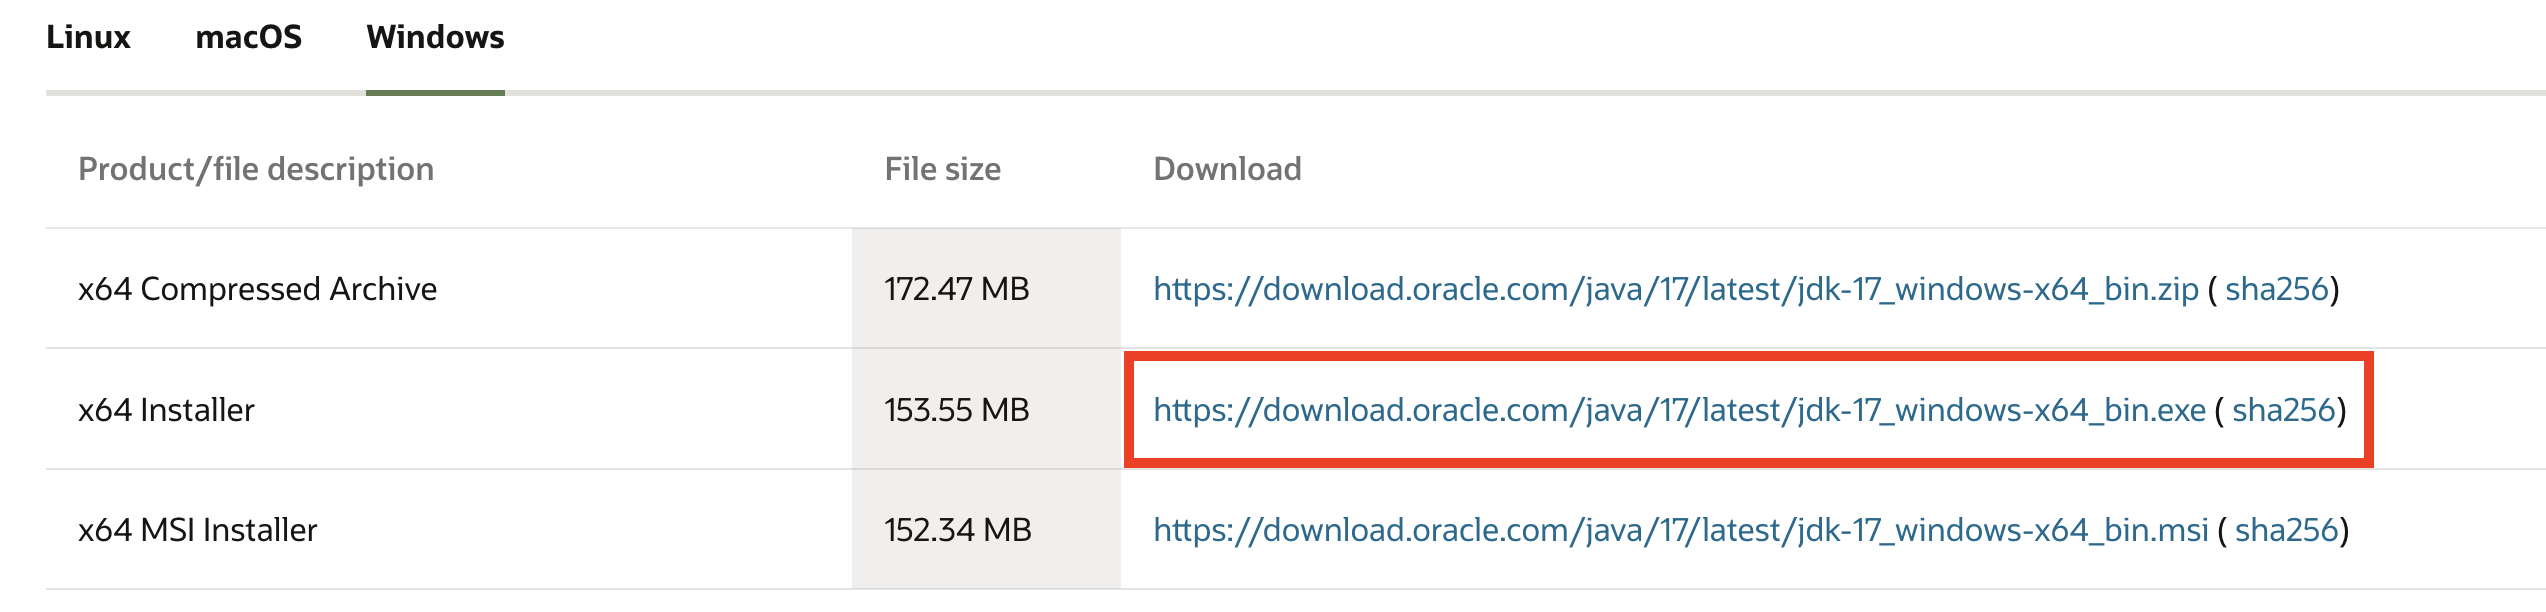 Linux macOS Windows
Product/file description File size Download
x64 Compressed Archive 172.47 MB https://download.oracle.com/java/17/latest/jdk-17_windows-x64_bin.zip ( sha256)
x64 Installer 153.55 MB https://download.oracle.com/java/17/latest/jdk-17_windows-x64_bin.exe ( sha256)
x64 MSI Installer 152.34 MB https://download.oracle.com/java/17/latest/jdk-17_windows-x64_bin.msi ( sha256)